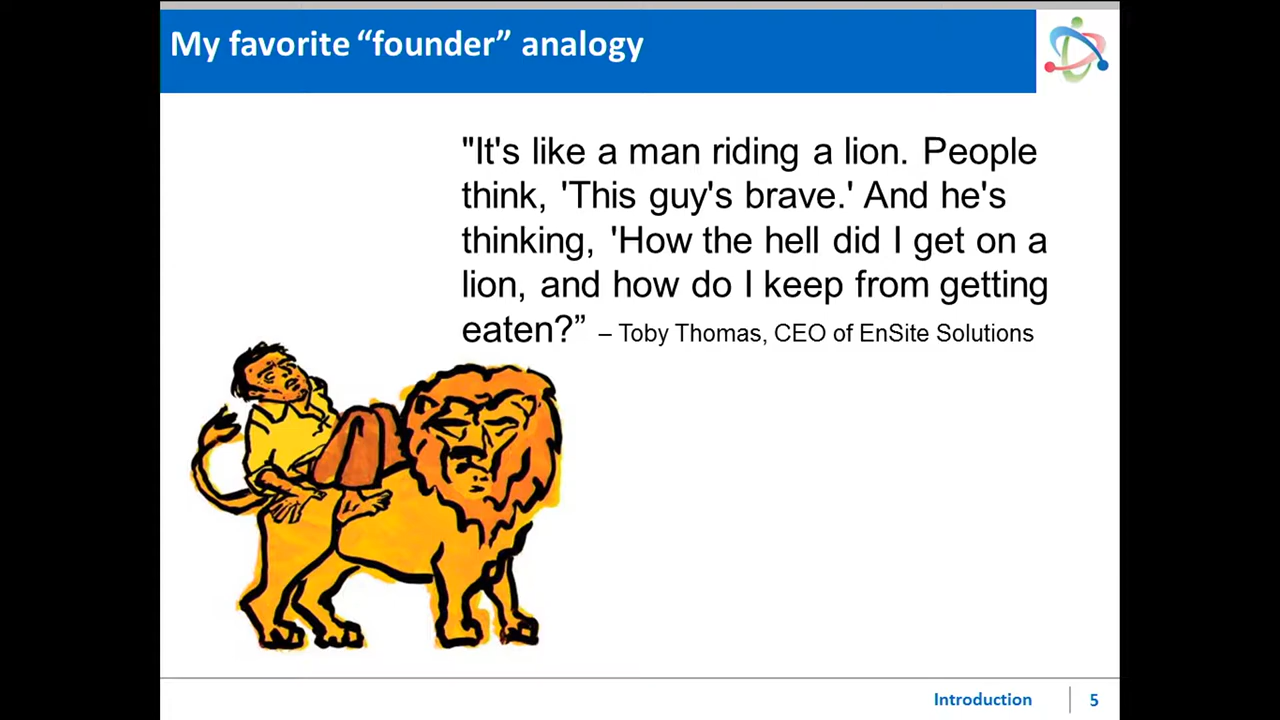 My favorite “founder” analogy
"It's like a man riding a lion. People
think, 'This guy's brave.' And he's
thinking, 'How the hell did I get on a
lion, and how do I keep from getting
eaten?” – Toby Thomas, CEO of EnSite Solutions
Introduction 5